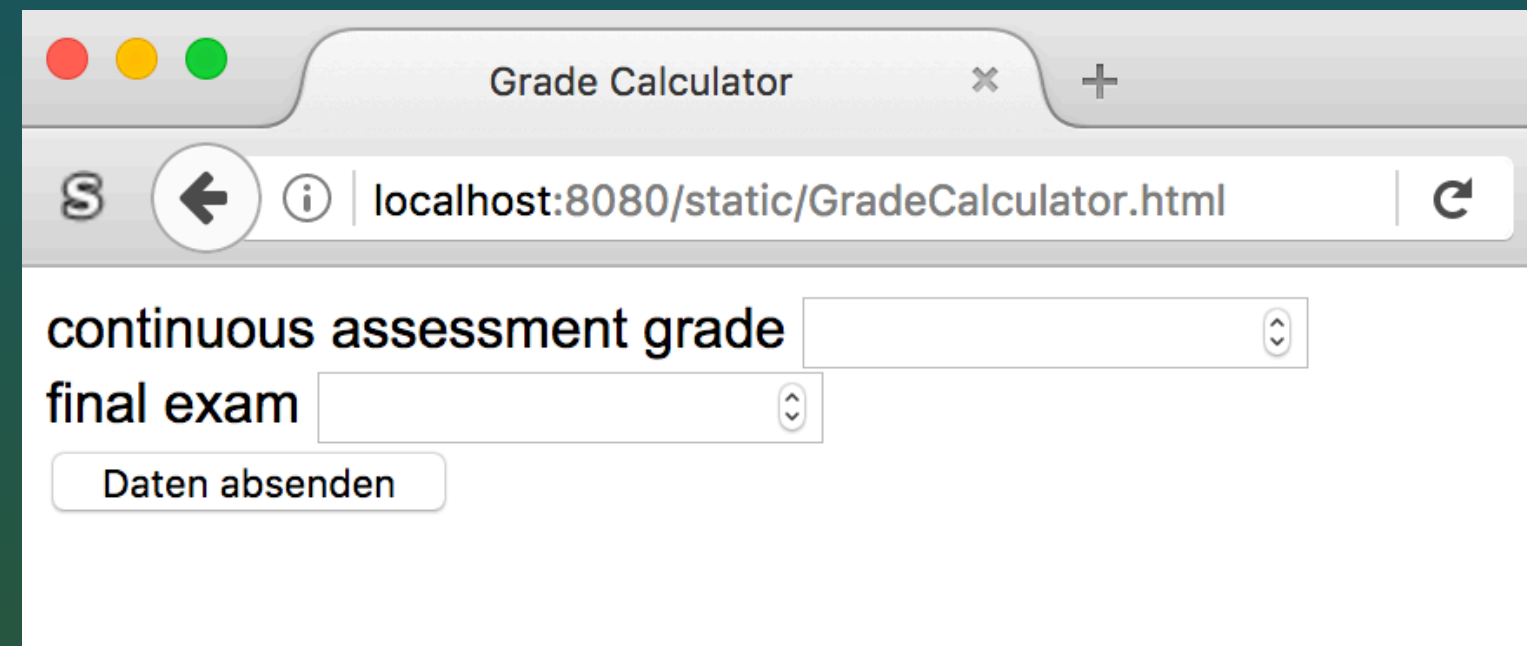 Grade Calculator
S
localhost:8080/static/GradeCalculator.html
continuous assessment grade
final exam
Daten absenden